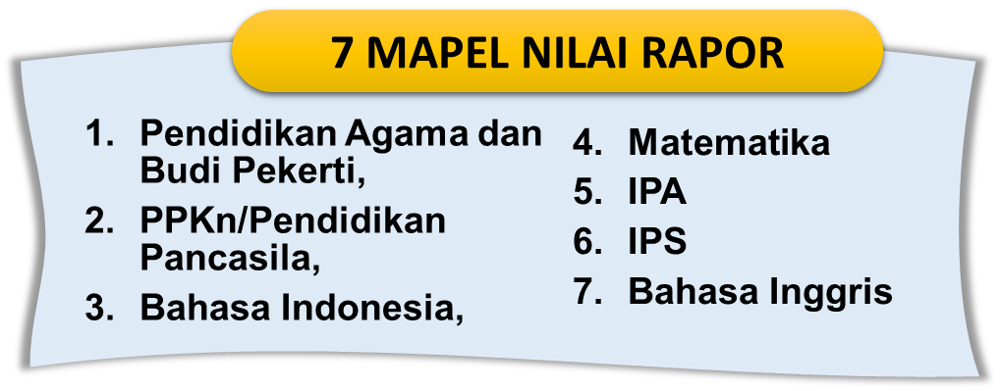 7 MAPEL NILAI RAPOR
1. Pendidikan Agama dan
Budi Pekerti,
2. PPKn/Pendidikan
Pancasila,
3. Bahasa Indonesia,
4. Matematika
5. IPA
6. IPS
7. Bahasa Inggris